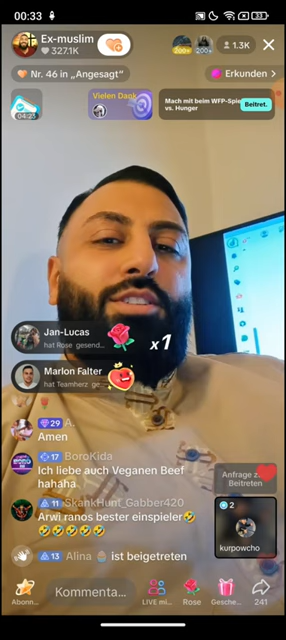 00:33
33
Ex-muslim
327.1K
200+
200+
1.3K
Nr. 46 in „Angesagt"
Erkunden >
04:23
Vielen Dank
Mach mit beim WFP-Spie
vs. Hunger
Beitret.
Jan-Lucas
hat Rose gesend...
x1
Marlon Falter
hat Teamherz ge
29 A.
Amen
17 BoroKida
Ich liebe auch Veganen Beef
hahaha
11 SkankHunt_Gabber420
Arwi ranos bester einspieler🤣
🤣🤣🤣🤣🤣
13 Alina 🧁 ist beigetreten
Anfrage z
Beitreten
2
kurpowcho
Abonn...
Kommenta...
LIVE mi...
Rose
Gesche...
241